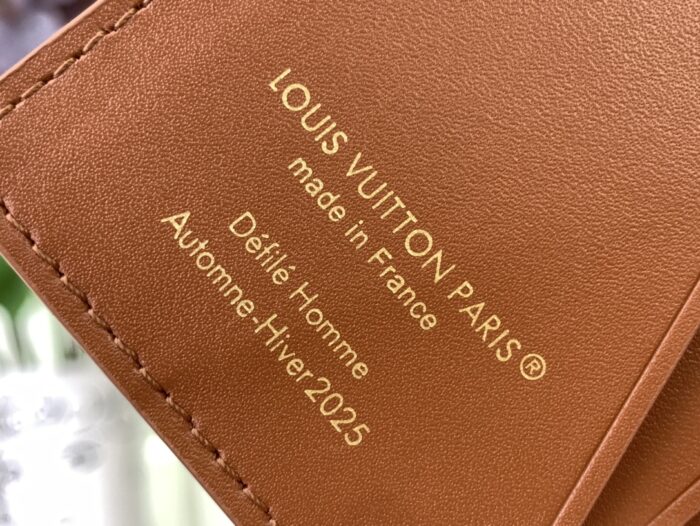 LOUIS VUITTON PARIS®
made in France
Défilé Homme
Automne-Hiver 2025